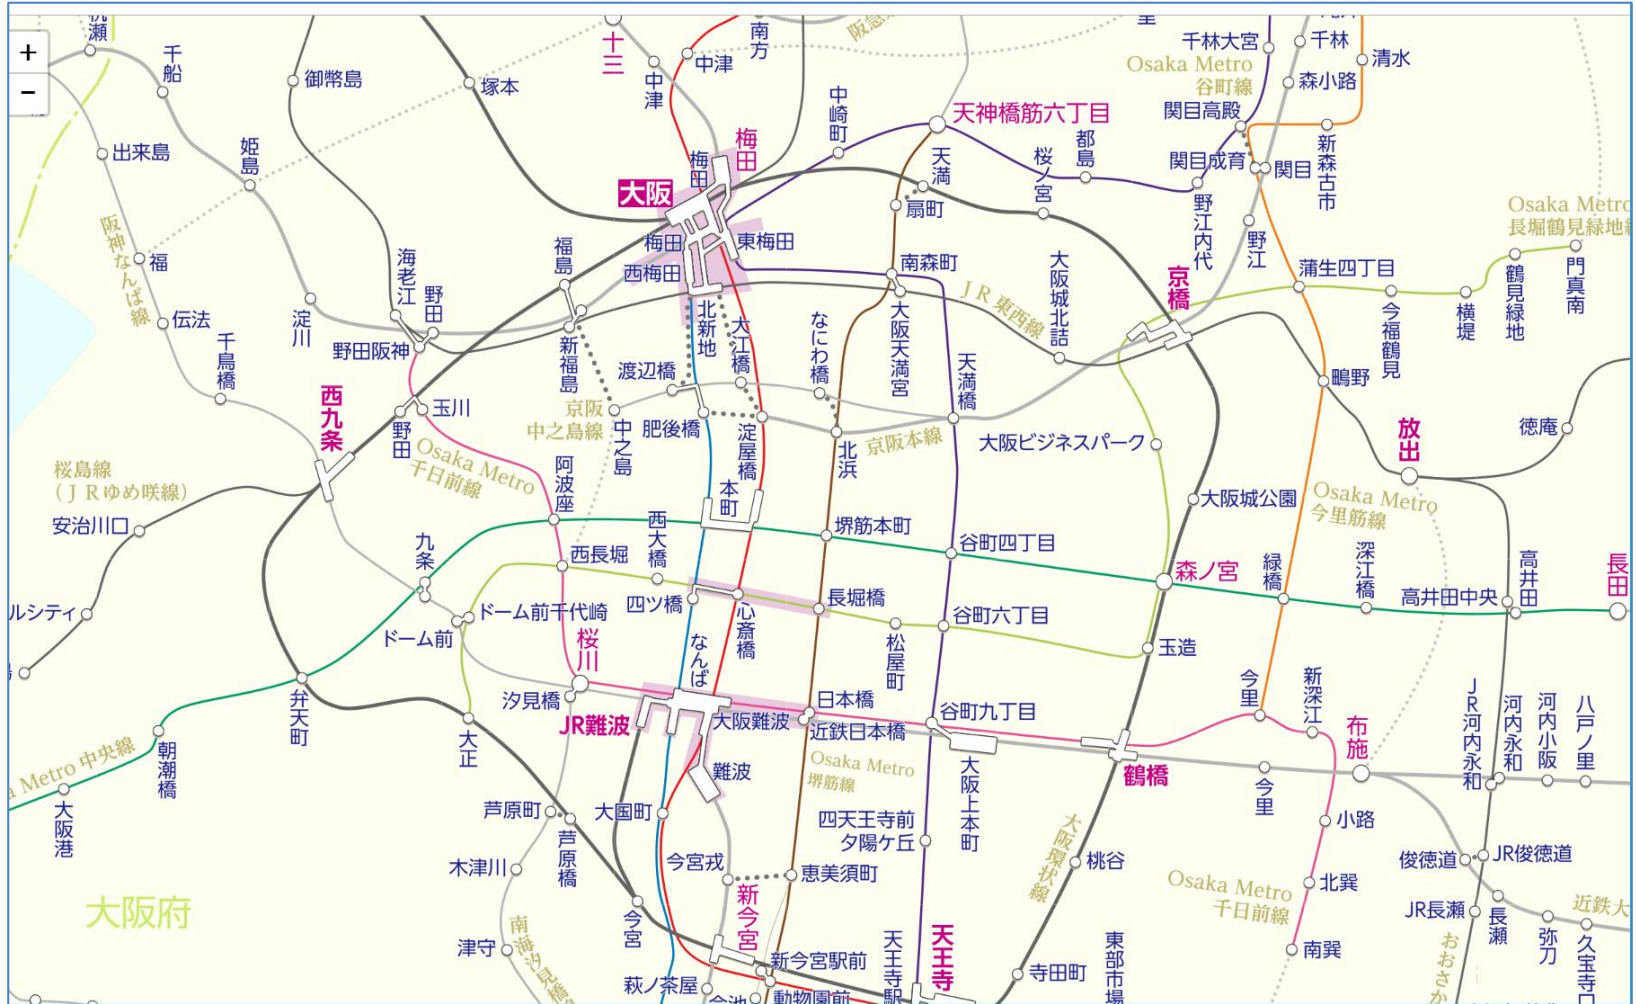 +
−
千船
御幣島
塚本
十三
中津
中津
南方
中崎町
天神橋筋六丁目
都島
桜ノ宮
千林大宮
Osaka Metro
谷町線
千林
森小路
清水
関目高殿
関目成育
関目
新森古市
出来島
姫島
福
阪神なんば線
伝法
千鳥橋
淀川
海老江
野田
野田阪神
福島
新福島
梅田
梅田
大阪
梅田
東梅田
西梅田
北新地
大江橋
渡辺橋
肥後橋
淀屋橋
なにわ橋
北浜
天満
扇町
南森町
大阪天満宮
天満橋
大阪城北詰
JR東西線
京橋
野江内代
野江
蒲生四丁目
今福鶴見
横堤
鶴見緑地
門真南
Osaka Metro
鴫野
放出
徳庵
西九条
玉川
野田
Osaka Metro
千日前線
京阪
中之島線
中之島
京阪本線
大阪ビジネスパーク
大阪城公園
Osaka Metro
今里筋線
桜島線
(JRゆめ咲線)
安治川口
ルシティ
九条
阿波座
西長堀
西大橋
四ツ橋
本町
心斎橋
堺筋本町
長堀橋
松屋町
谷町四丁目
谷町六丁目
森ノ宮
玉造
緑橋
深江橋
高井田中央
高井田
長田
ドーム前千代崎
ドーム前
桜川
汐見橋
なんば
JR難波
大阪難波
難波
日本橋
近鉄日本橋
谷町九丁目
大阪上本町
鶴橋
今里
新深江
今里
布施
JR河内永和
河内永和
河内小阪
八戸ノ里
弁天町
大正
朝潮橋
大阪港
Metro 中央線
芦原町
芦原橋
木津川
津守
大国町
今宮戎
今宮
新今宮
恵美須町
Osaka Metro
堺筋線
四天王寺前
夕陽ケ丘
大阪環状線
桃谷
寺田町
天王寺
新今宮駅前
動物園前
萩ノ茶屋
Osaka Metro
千日前線
小路
北巽
南巽
俊徳道
JR俊徳道
JR長瀬
長瀬
弥刀
大阪府